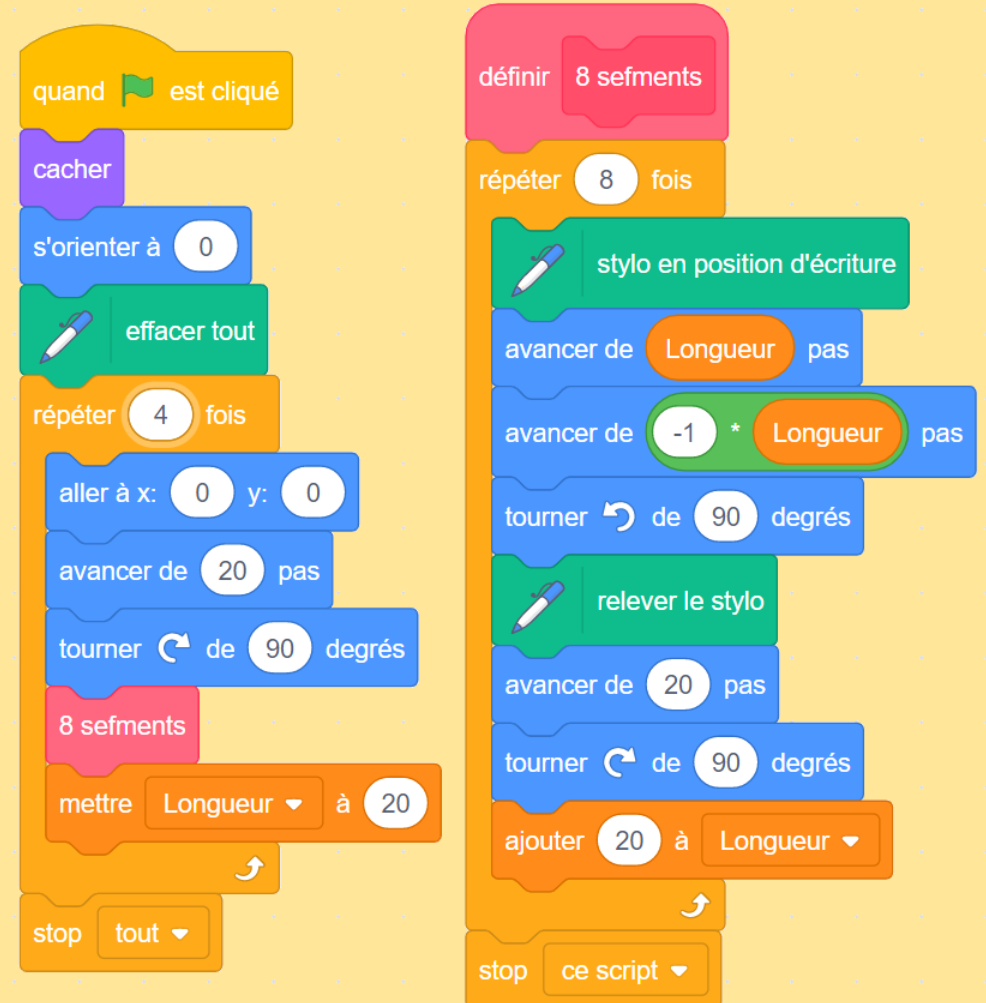 quand est cliqué
cacher
s'orienter à 0
effacer tout
répéter 4 fois
aller à x: 0 y: 0
avancer de 20 pas
tourner de 90 degrés
8 sefments
mettre Longueur à 20
stop tout
définir 8 sefments
répéter 8 fois
stylo en position d'écriture
avancer de Longueur pas
avancer de -1 * Longueur pas
tourner de 90 degrés
relever le stylo
avancer de 20 pas
tourner de 90 degrés
ajouter 20 à Longueur
stop ce script